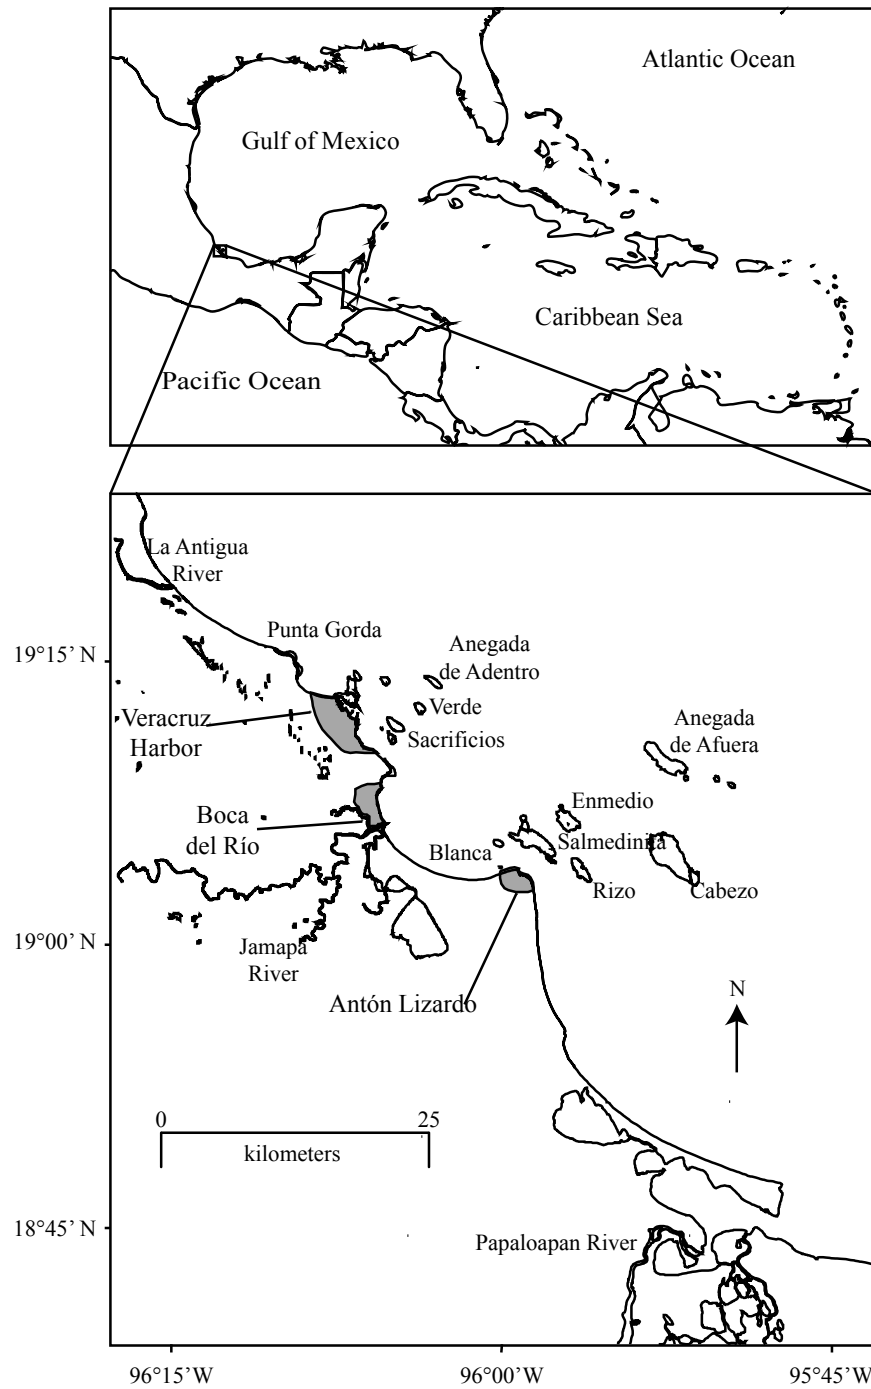 Atlantic Ocean
Gulf of Mexico
Caribbean Sea
Pacific Ocean
La Antigua
River
Punta Gorda
19°15’ N
Anegada
de Adentro
Verde
Veracruz
Harbor
Sacrificios
Anegada
de Afuera
Enmedio
Boca
del Río
Blanca
Salmedinita
Rizo
Cabezo
19°00’ N
Jamapa
River
Antón Lizardo
N
0
25
kilometers
18°45’ N
Papaloapan River
96°15’W
96°00’W
95°45’W